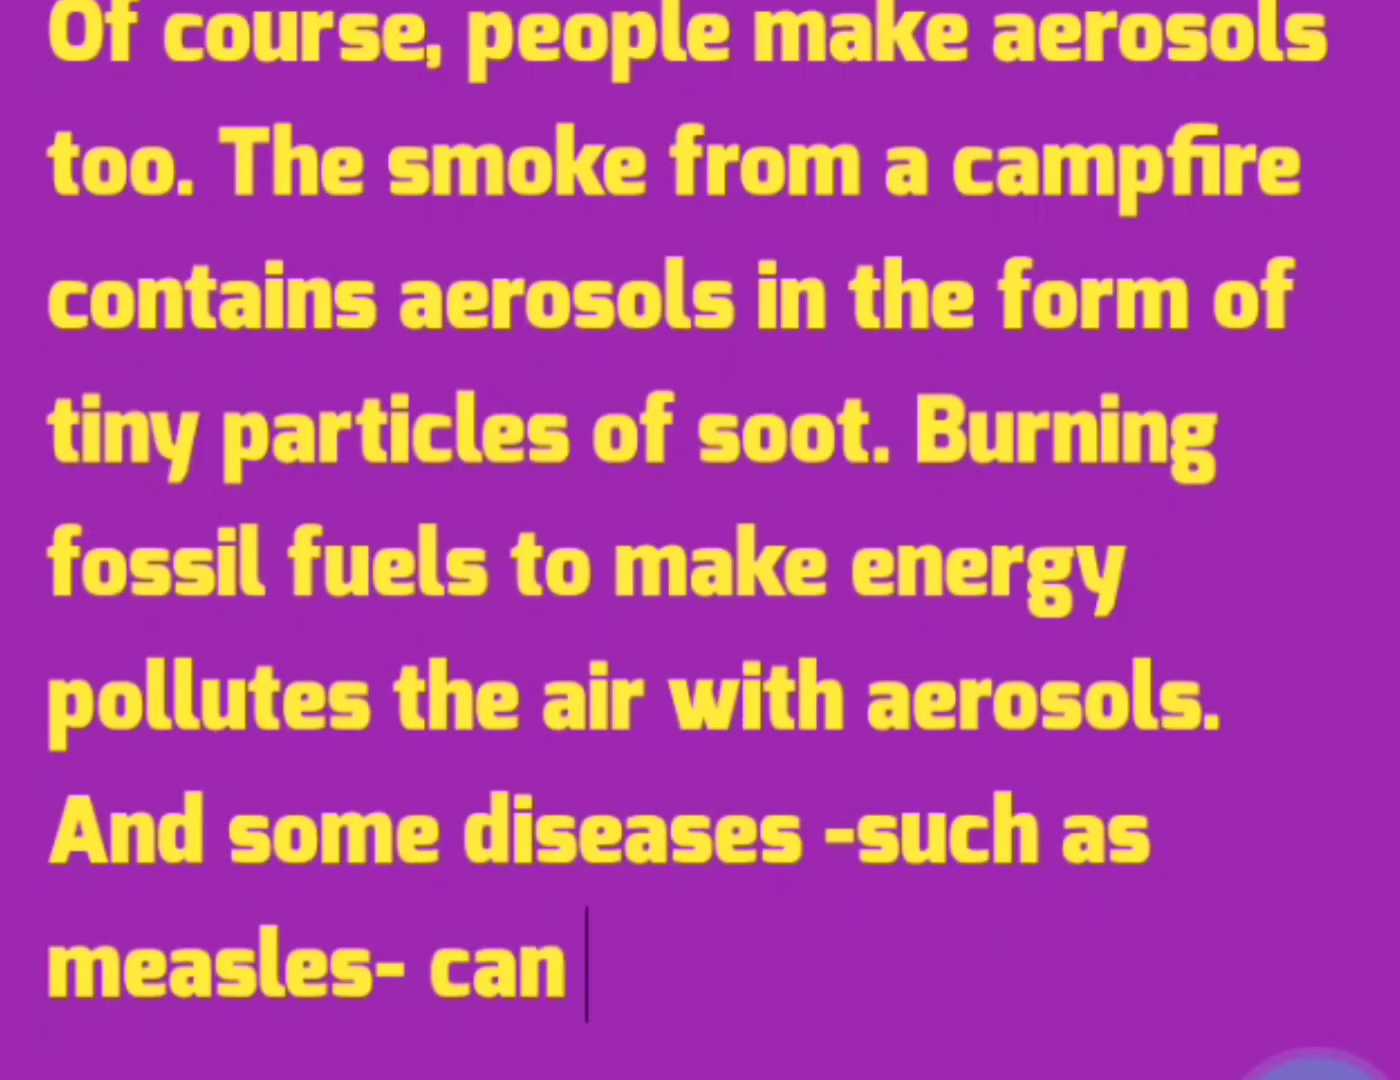 Of course, people make aerosols
too. The smoke from a campfire
contains aerosols in the form of
tiny particles of soot. Burning
fossil fuels to make energy
pollutes the air with aerosols.
And some diseases -such as
measles- can